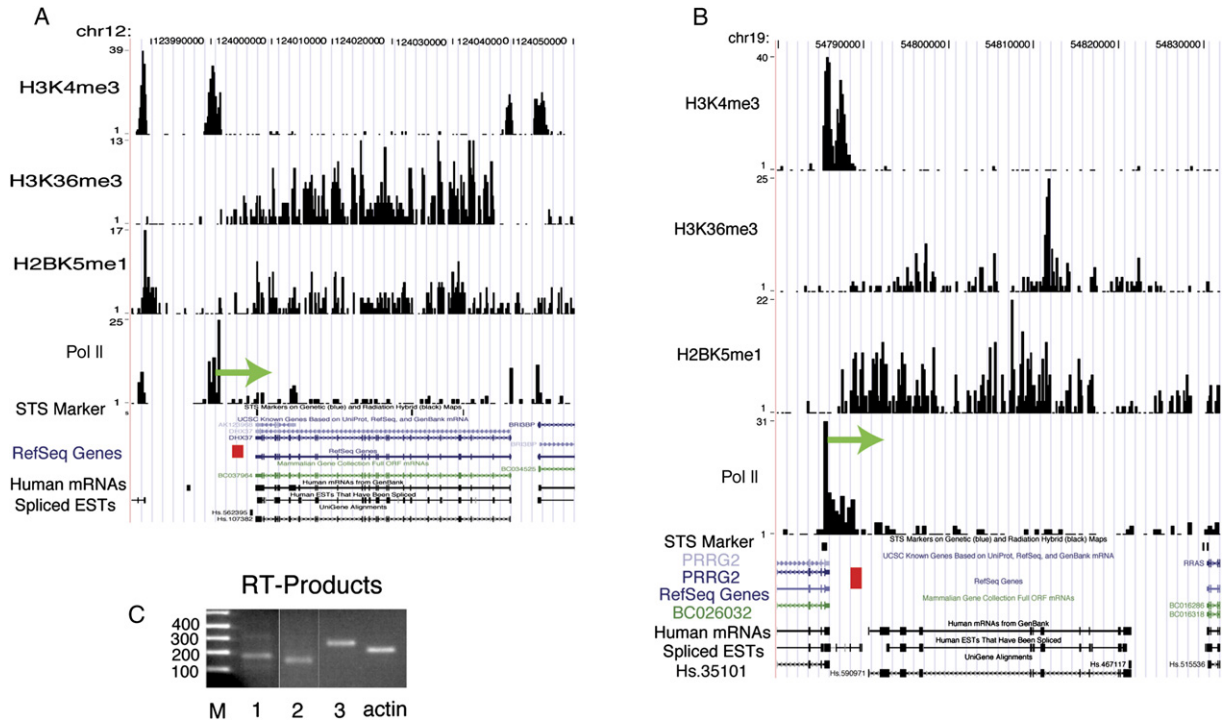 A
chr12:
123990000 124000000 124010000 124020000 124030000 124040000 124050000
39
H3K4me3
1
13
H3K36me3
1
17
H2BK5me1
1
25
Pol II
1
STS Marker
STS Markers on Genetic (blue) and Radiation Hybrid (black) Maps
UCSC Known Genes Based on UniProt, RefSeq, and GenBank mRNA
BRI3BP
DHX37
DHX37
BRI3BP
RefSeq Genes
RefSeq Genes
Mammalian Gene Collection Full ORF mRNAs
BC034525
BC037964
Human mRNAs
Human mRNAs from GenBank
Spliced ESTs
Human ESTs That Have Been Spliced
UniGene Alignments
Hs.562395
Hs.107382
B
chr19:
54790000 54800000 54810000 54820000 54830000
40
H3K4me3
1
25
H3K36me3
1
22
H2BK5me1
1
31
Pol II
1
STS Marker
STS Markers on Genetic (blue) and Radiation Hybrid (black) Maps
PRRG2
UCSC Known Genes Based on UniProt, RefSeq, and GenBank mRNA
RRAS
PRRG2
RefSeq Genes
RefSeq Genes
Mammalian Gene Collection Full ORF mRNAs
BC026032
BC016286
BC016318
Human mRNAs
Human mRNAs from GenBank
Spliced ESTs
Human ESTs That Have Been Spliced
UniGene Alignments
Hs.35101
Hs.590971
Hs.467117
Hs.515536
RT-Products
C
400
300
200
100
M 1 2 3 actin